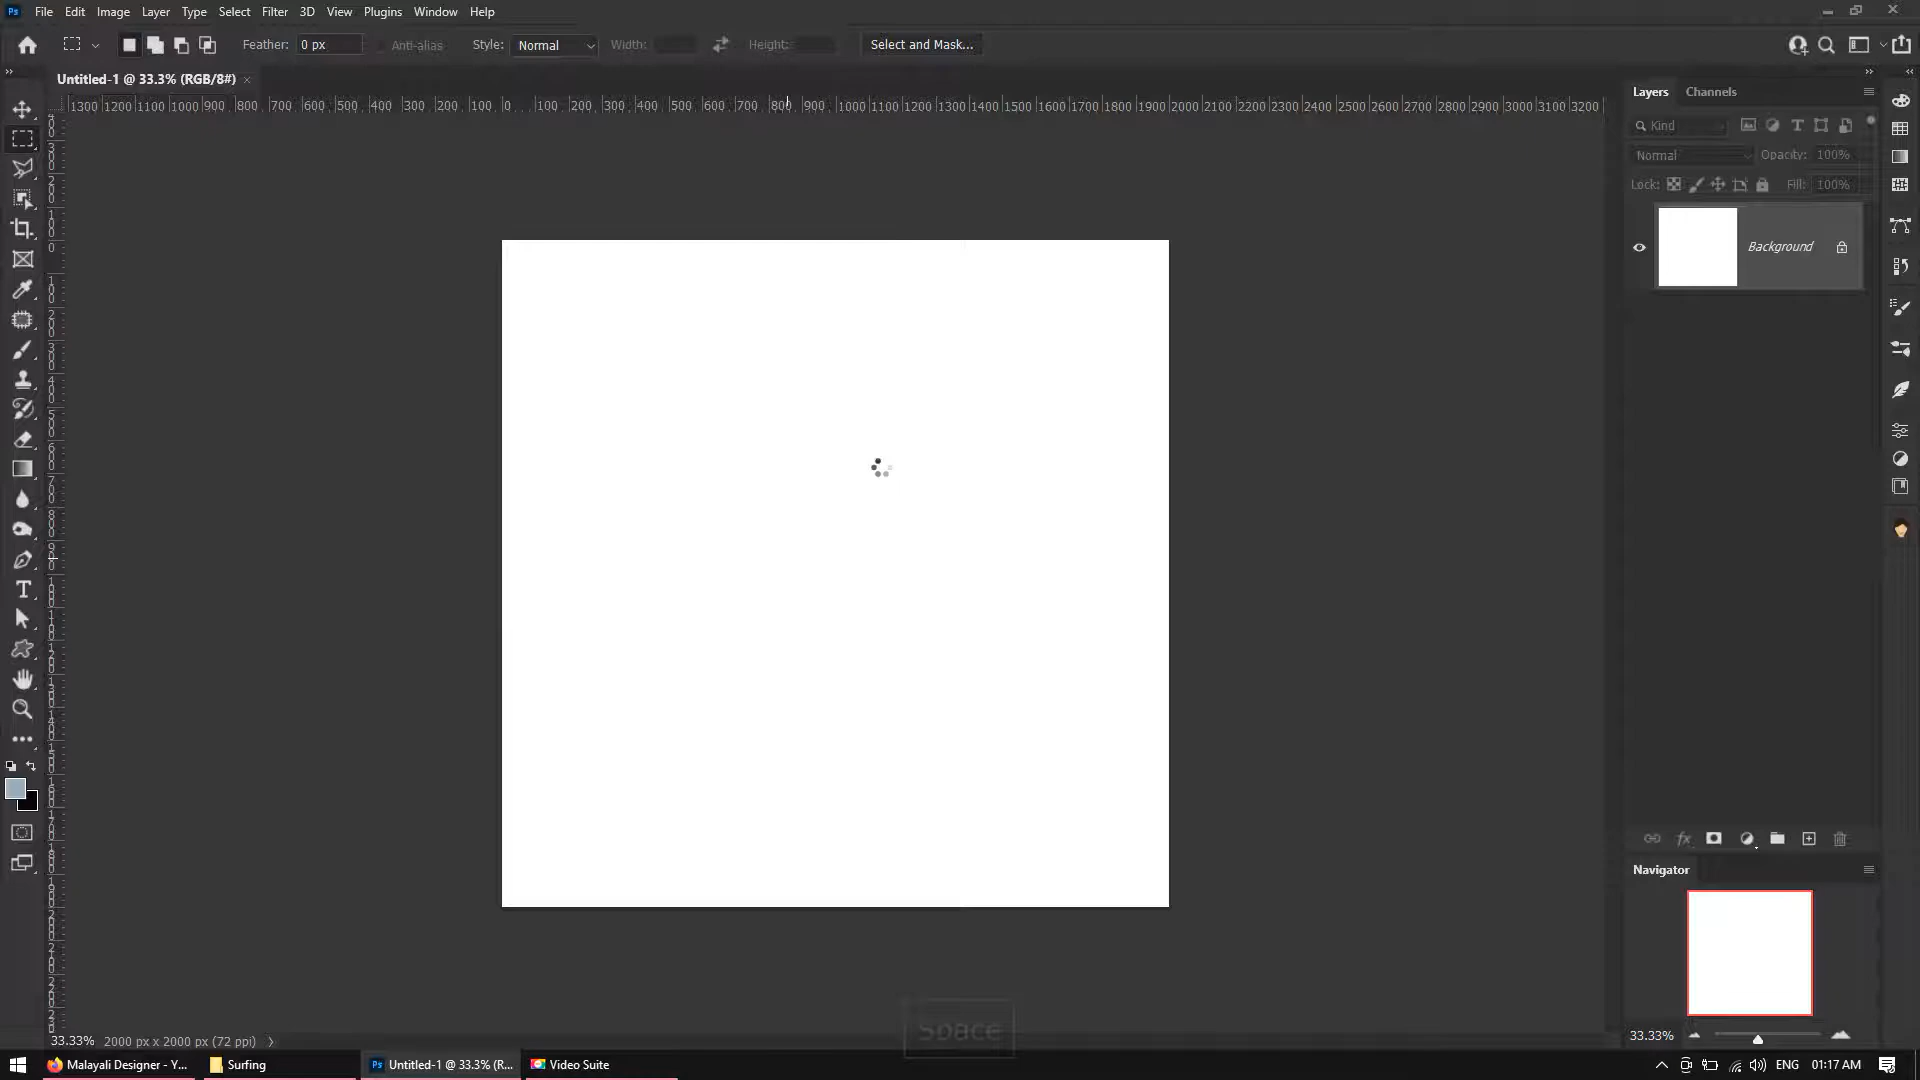 File Edit Image Layer Type Select Filter 3D View Plugins Window Help
Feather: 0 px Anti-alias Style: Normal Width: Height: Select and Mask...
Untitled-1 @ 33.3% (RGB/8#)
1300 1200 1100 1000 900 800 700 600 500 400 300 200 100 0 100 200 300 400 500 600 700 800 900 1000 1100 1200 1300 1400 1500 1600 1700 1800 1900 2000 2100 2200 2300 2400 2500 2600 2700 2800 2900 3000 3100 3200
Layers Channels
Kind
Normal Opacity: 100%
Lock: Fill: 100%
Background
Navigator
33.33%
Space
33.33% 2000 px x 2000 px (72 ppi)
Malayali Designer - Y... Surfing Ps Untitled-1 @ 33.3% (R... Video Suite ENG 01:17 AM